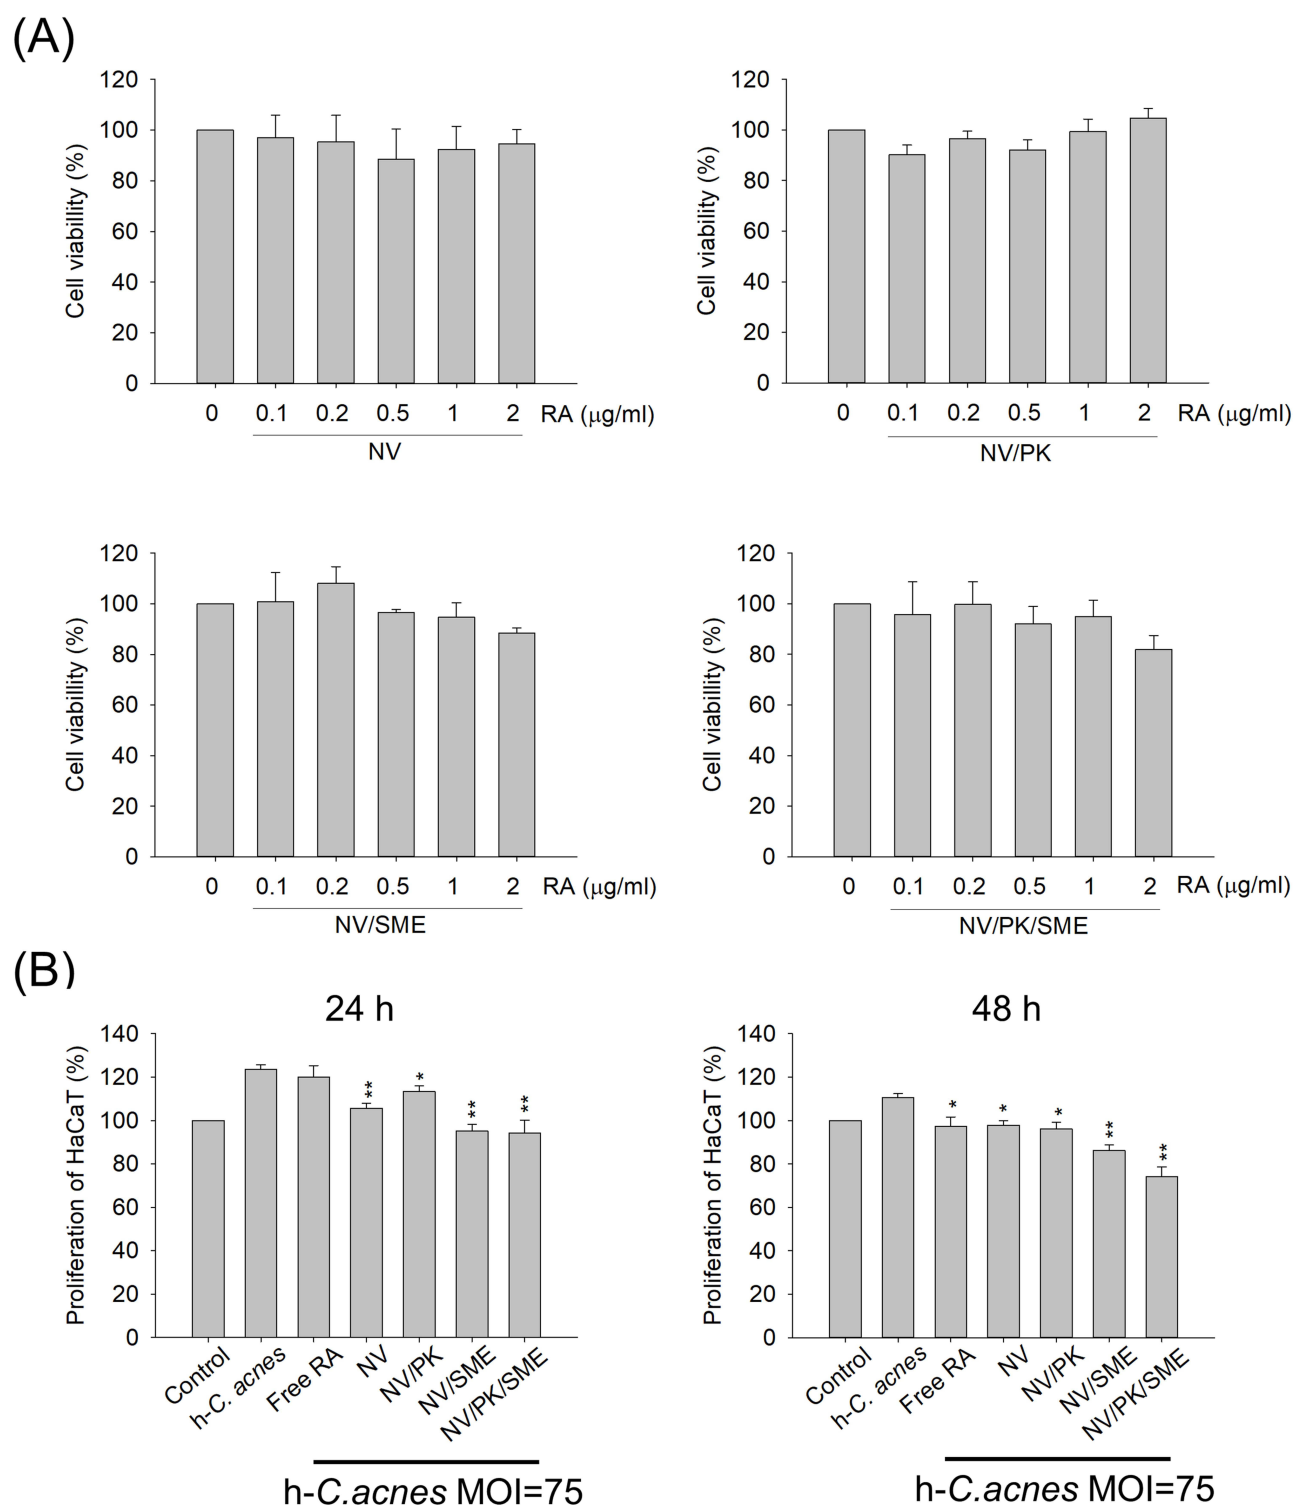 (A)
120
100
80
60
40
20
0
Cell viabillity (%)
0 0.1 0.2 0.5 1 2 RA (μg/ml)
NV
120
100
80
60
40
20
0
Cell viability (%)
0 0.1 0.2 0.5 1 2 RA (μg/ml)
NV/PK
120
100
80
60
40
20
0
Cell viabillity (%)
0 0.1 0.2 0.5 1 2 RA (μg/ml)
NV/SME
120
100
80
60
40
20
0
Cell viabillity (%)
0 0.1 0.2 0.5 1 2 RA (μg/ml)
NV/PK/SME
(B)
24 h
140
120
100
80
60
40
20
0
Proliferation of HaCaT (%)
** * ** **
Control h-C. acnes Free RA NV NV/PK NV/SME NV/PK/SME
h-C.acnes MOI=75
48 h
140
120
100
80
60
40
20
0
Proliferation of HaCaT (%)
* * * ** **
Control h-C. acnes Free RA NV NV/PK NV/SME NV/PK/SME
h-C.acnes MOI=75